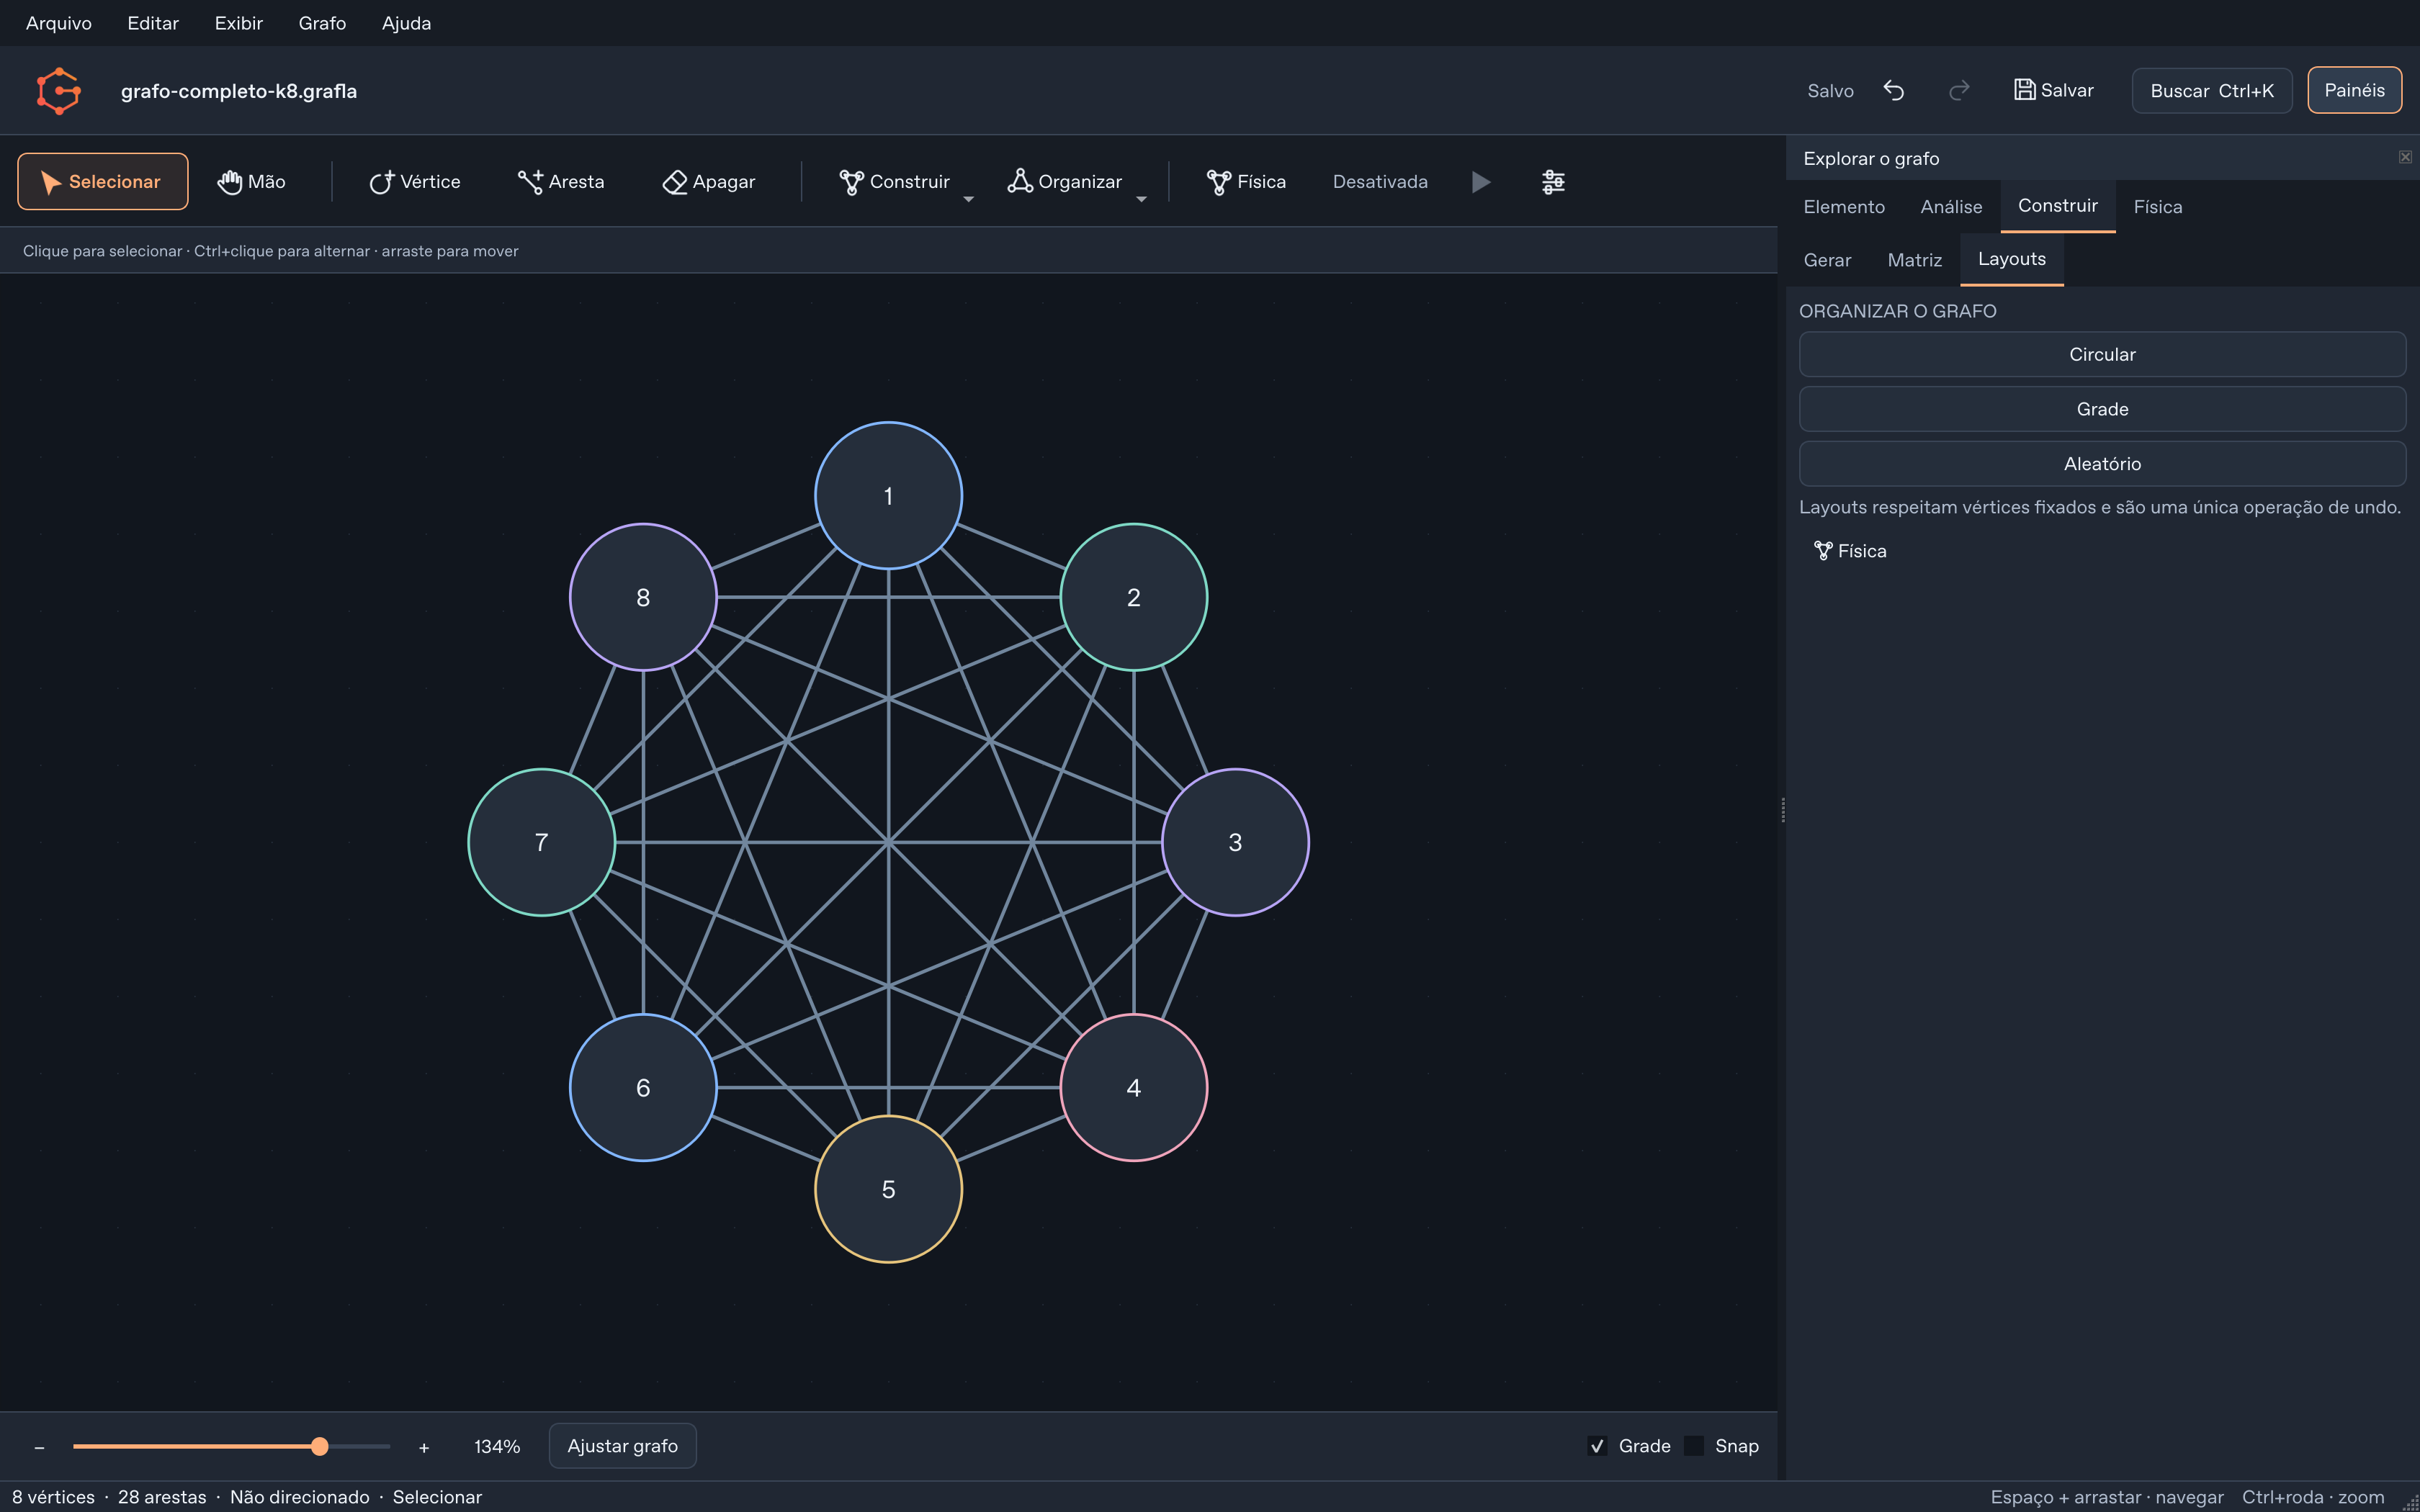 Arquivo Editar Exibir Grafo Ajuda
grafo-completo-k8.grafla
Salvo Salvar Buscar Ctrl+K Painéis
Selecionar Mão Vértice Aresta Apagar Construir Organizar Física Desativada
Clique para selecionar · Ctrl+clique para alternar · arraste para mover
1
8
2
7
3
6
4
5
Explorar o grafo
Elemento Análise Construir Física
Gerar Matriz Layouts
ORGANIZAR O GRAFO
Circular
Grade
Aleatório
Layouts respeitam vértices fixados e são uma única operação de undo.
Física
− + 134% Ajustar grafo Grade Snap
8 vértices · 28 arestas · Não direcionado · Selecionar
Espaço + arrastar · navegar Ctrl+roda · zoom